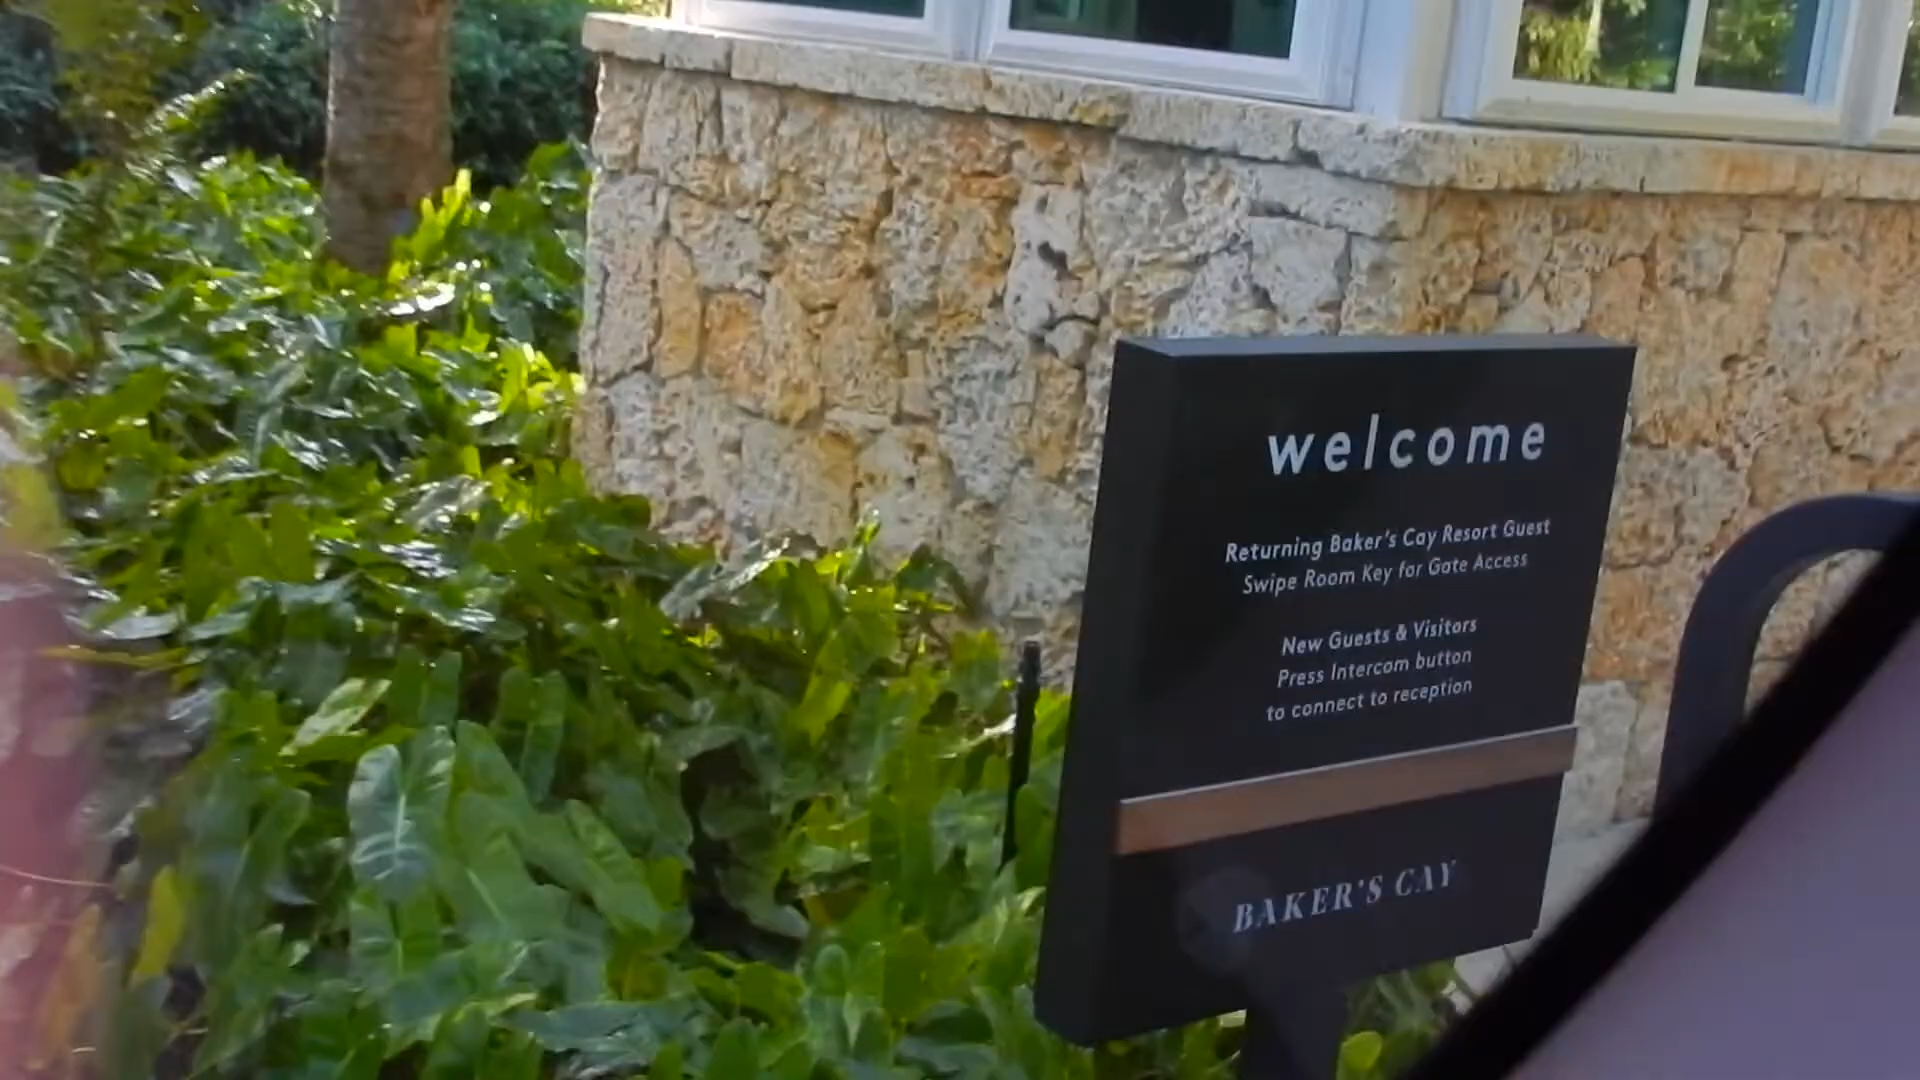 welcome
Returning Baker's Cay Resort Guest
Swipe Room Key for Gate Access
New Guests & Visitors
Press Intercom button
to connect to reception
BAKER'S CAY